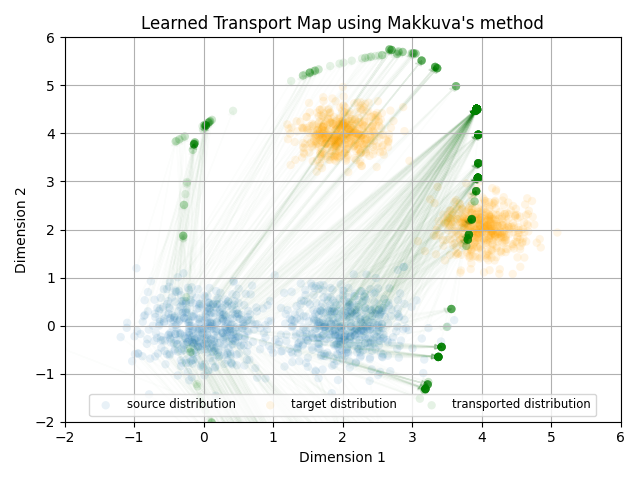 Learned Transport Map using Makkuva's method
6
5
4
3
2
1
0
−1
−2
Dimension 2
source distribution target distribution transported distribution
−2 −1 0 1 2 3 4 5 6
Dimension 1